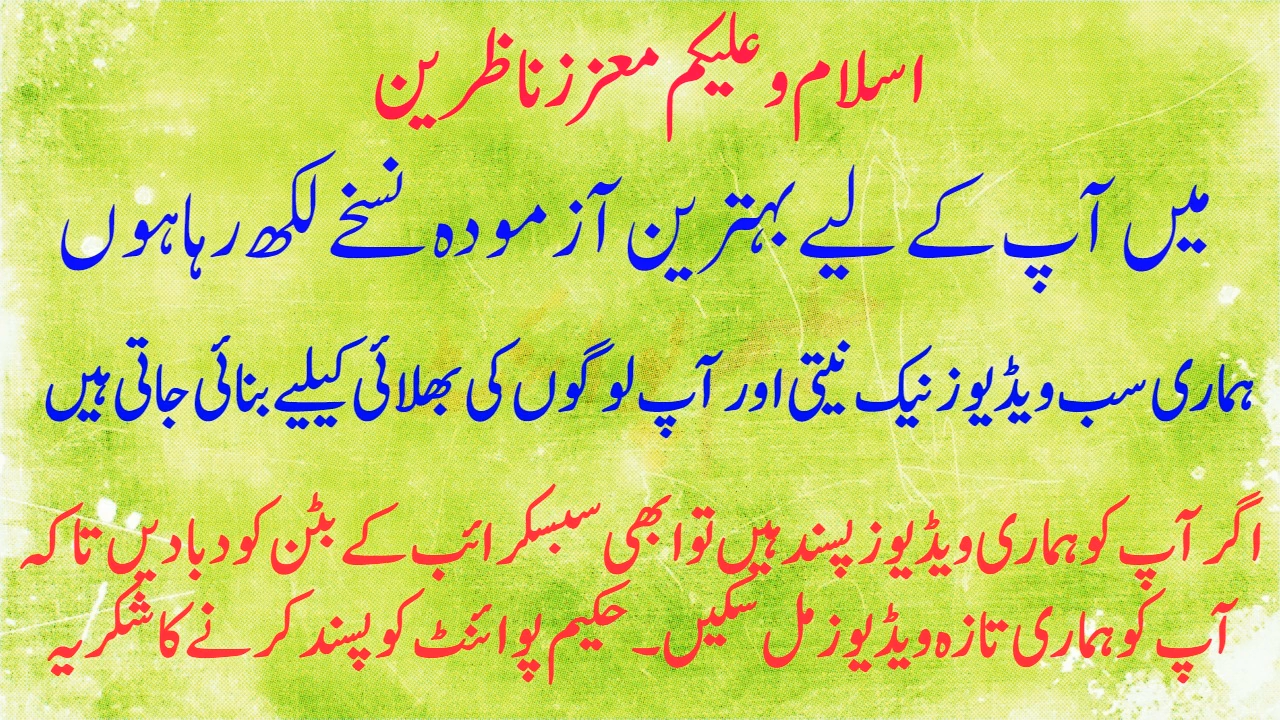 اسلام و علیکم معزز ناظرین
میں آپ کے لیے بہترین آزمودہ نسخے لکھ رہا ہوں
ہماری سب ویڈیوز نیک نیتی اور آپ لوگوں کی بھلائی کیلیے بنائی جاتی ہیں
اگر آپ کو ہماری ویڈیوز پسند ہیں تو ابھی سبسکرائب کے بٹن کو دبا دیں تا کہ
آپ کو ہماری تازہ ویڈیوز مل سکیں۔ حکیم پوائنٹ کو پسند کرنے کا شکریہ